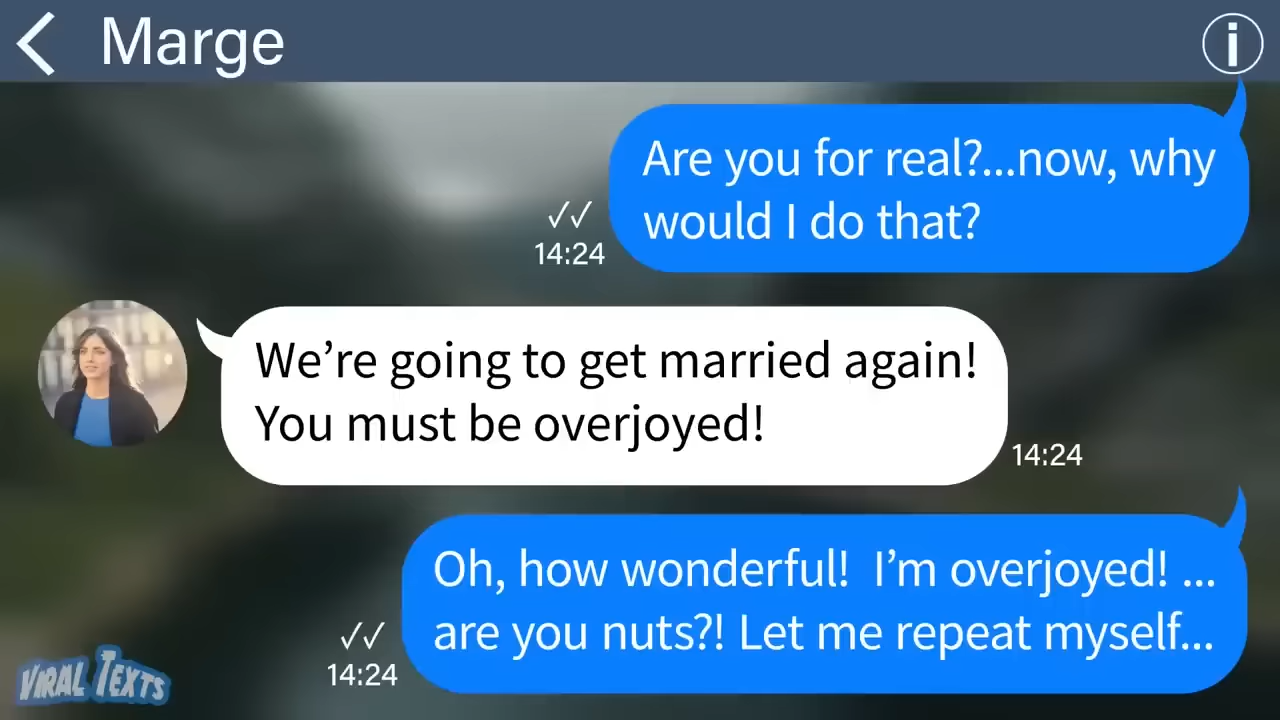 Marge
i
Are you for real?...now, why
would I do that?
✓✓
14:24
We’re going to get married again!
You must be overjoyed!
14:24
Oh, how wonderful!  I’m overjoyed! ...
are you nuts?! Let me repeat myself...
✓✓
14:24
VIRAL TEXTS